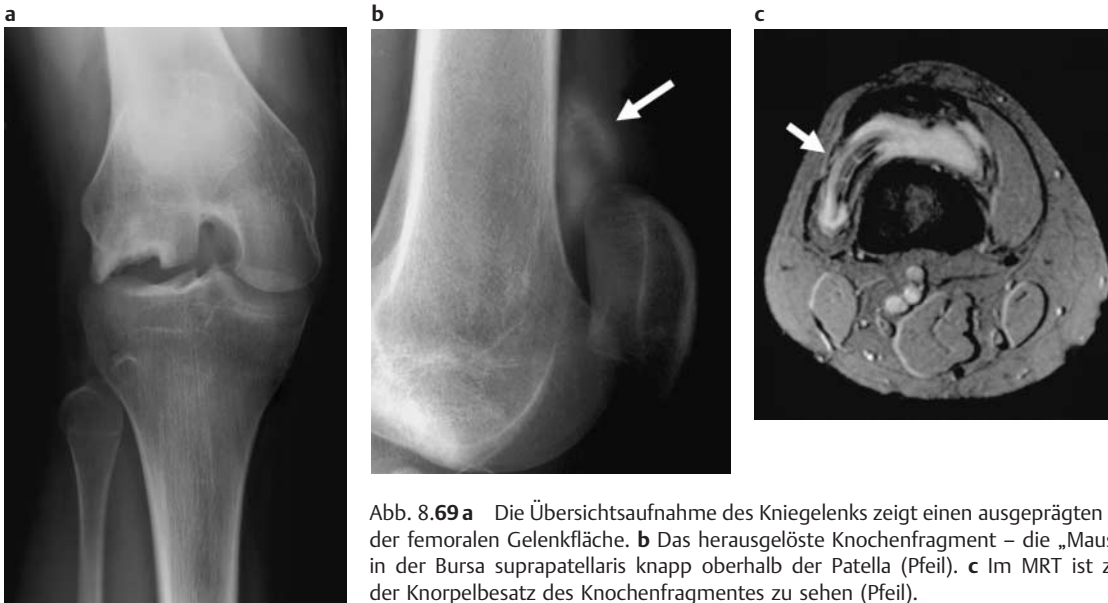 a
b
c
Abb. 8.69 a Die Übersichtsaufnahme des Kniegelenks zeigt einen ausgeprägten
der femoralen Gelenkfläche. b Das herausgelöste Knochenfragment – die „Maus
in der Bursa suprapatellaris knapp oberhalb der Patella (Pfeil). c Im MRT ist
der Knorpelbesatz des Knochenfragmentes zu sehen (Pfeil).